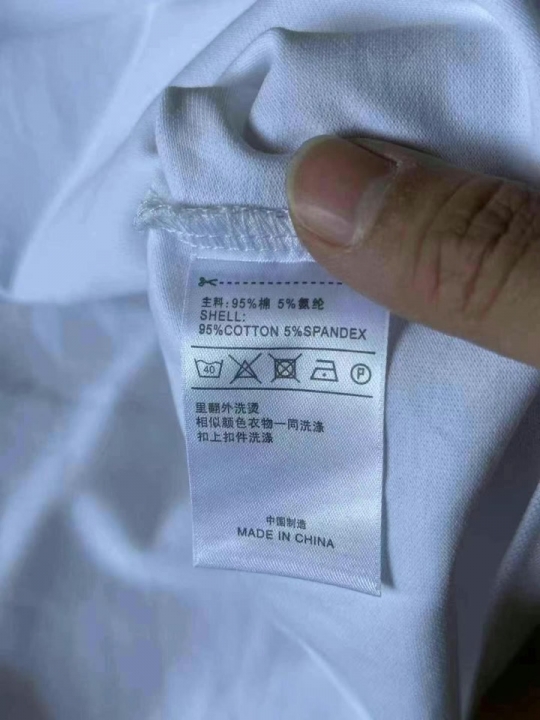 主料:95%棉 5%氨纶
SHELL:
95%COTTON 5%SPANDEX
40
P
里翻外洗烫
相似颜色衣物一同洗涤
扣上扣件洗涤
中国制造
MADE IN CHINA